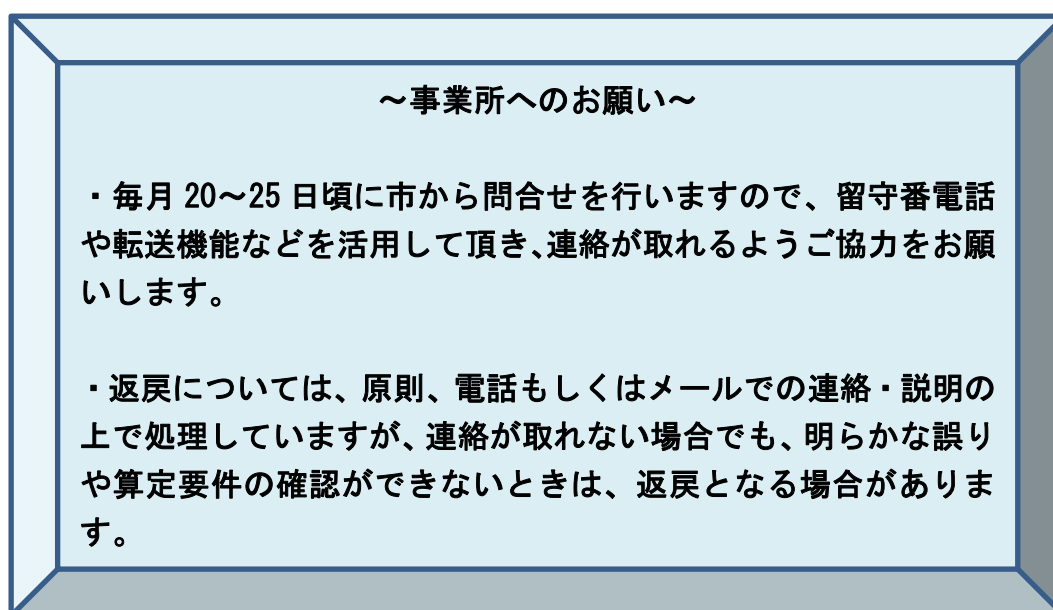 ～事業所へのお願い～
・毎月 20～25 日頃に市から問合せを行いますので、留守番電話
や転送機能などを活用して頂き、連絡が取れるようご協力をお願
いします。
・返戻については、原則、電話もしくはメールでの連絡・説明の
上で処理していますが、連絡が取れない場合でも、明らかな誤り
や算定要件の確認ができないときは、返戻となる場合がありま
す。